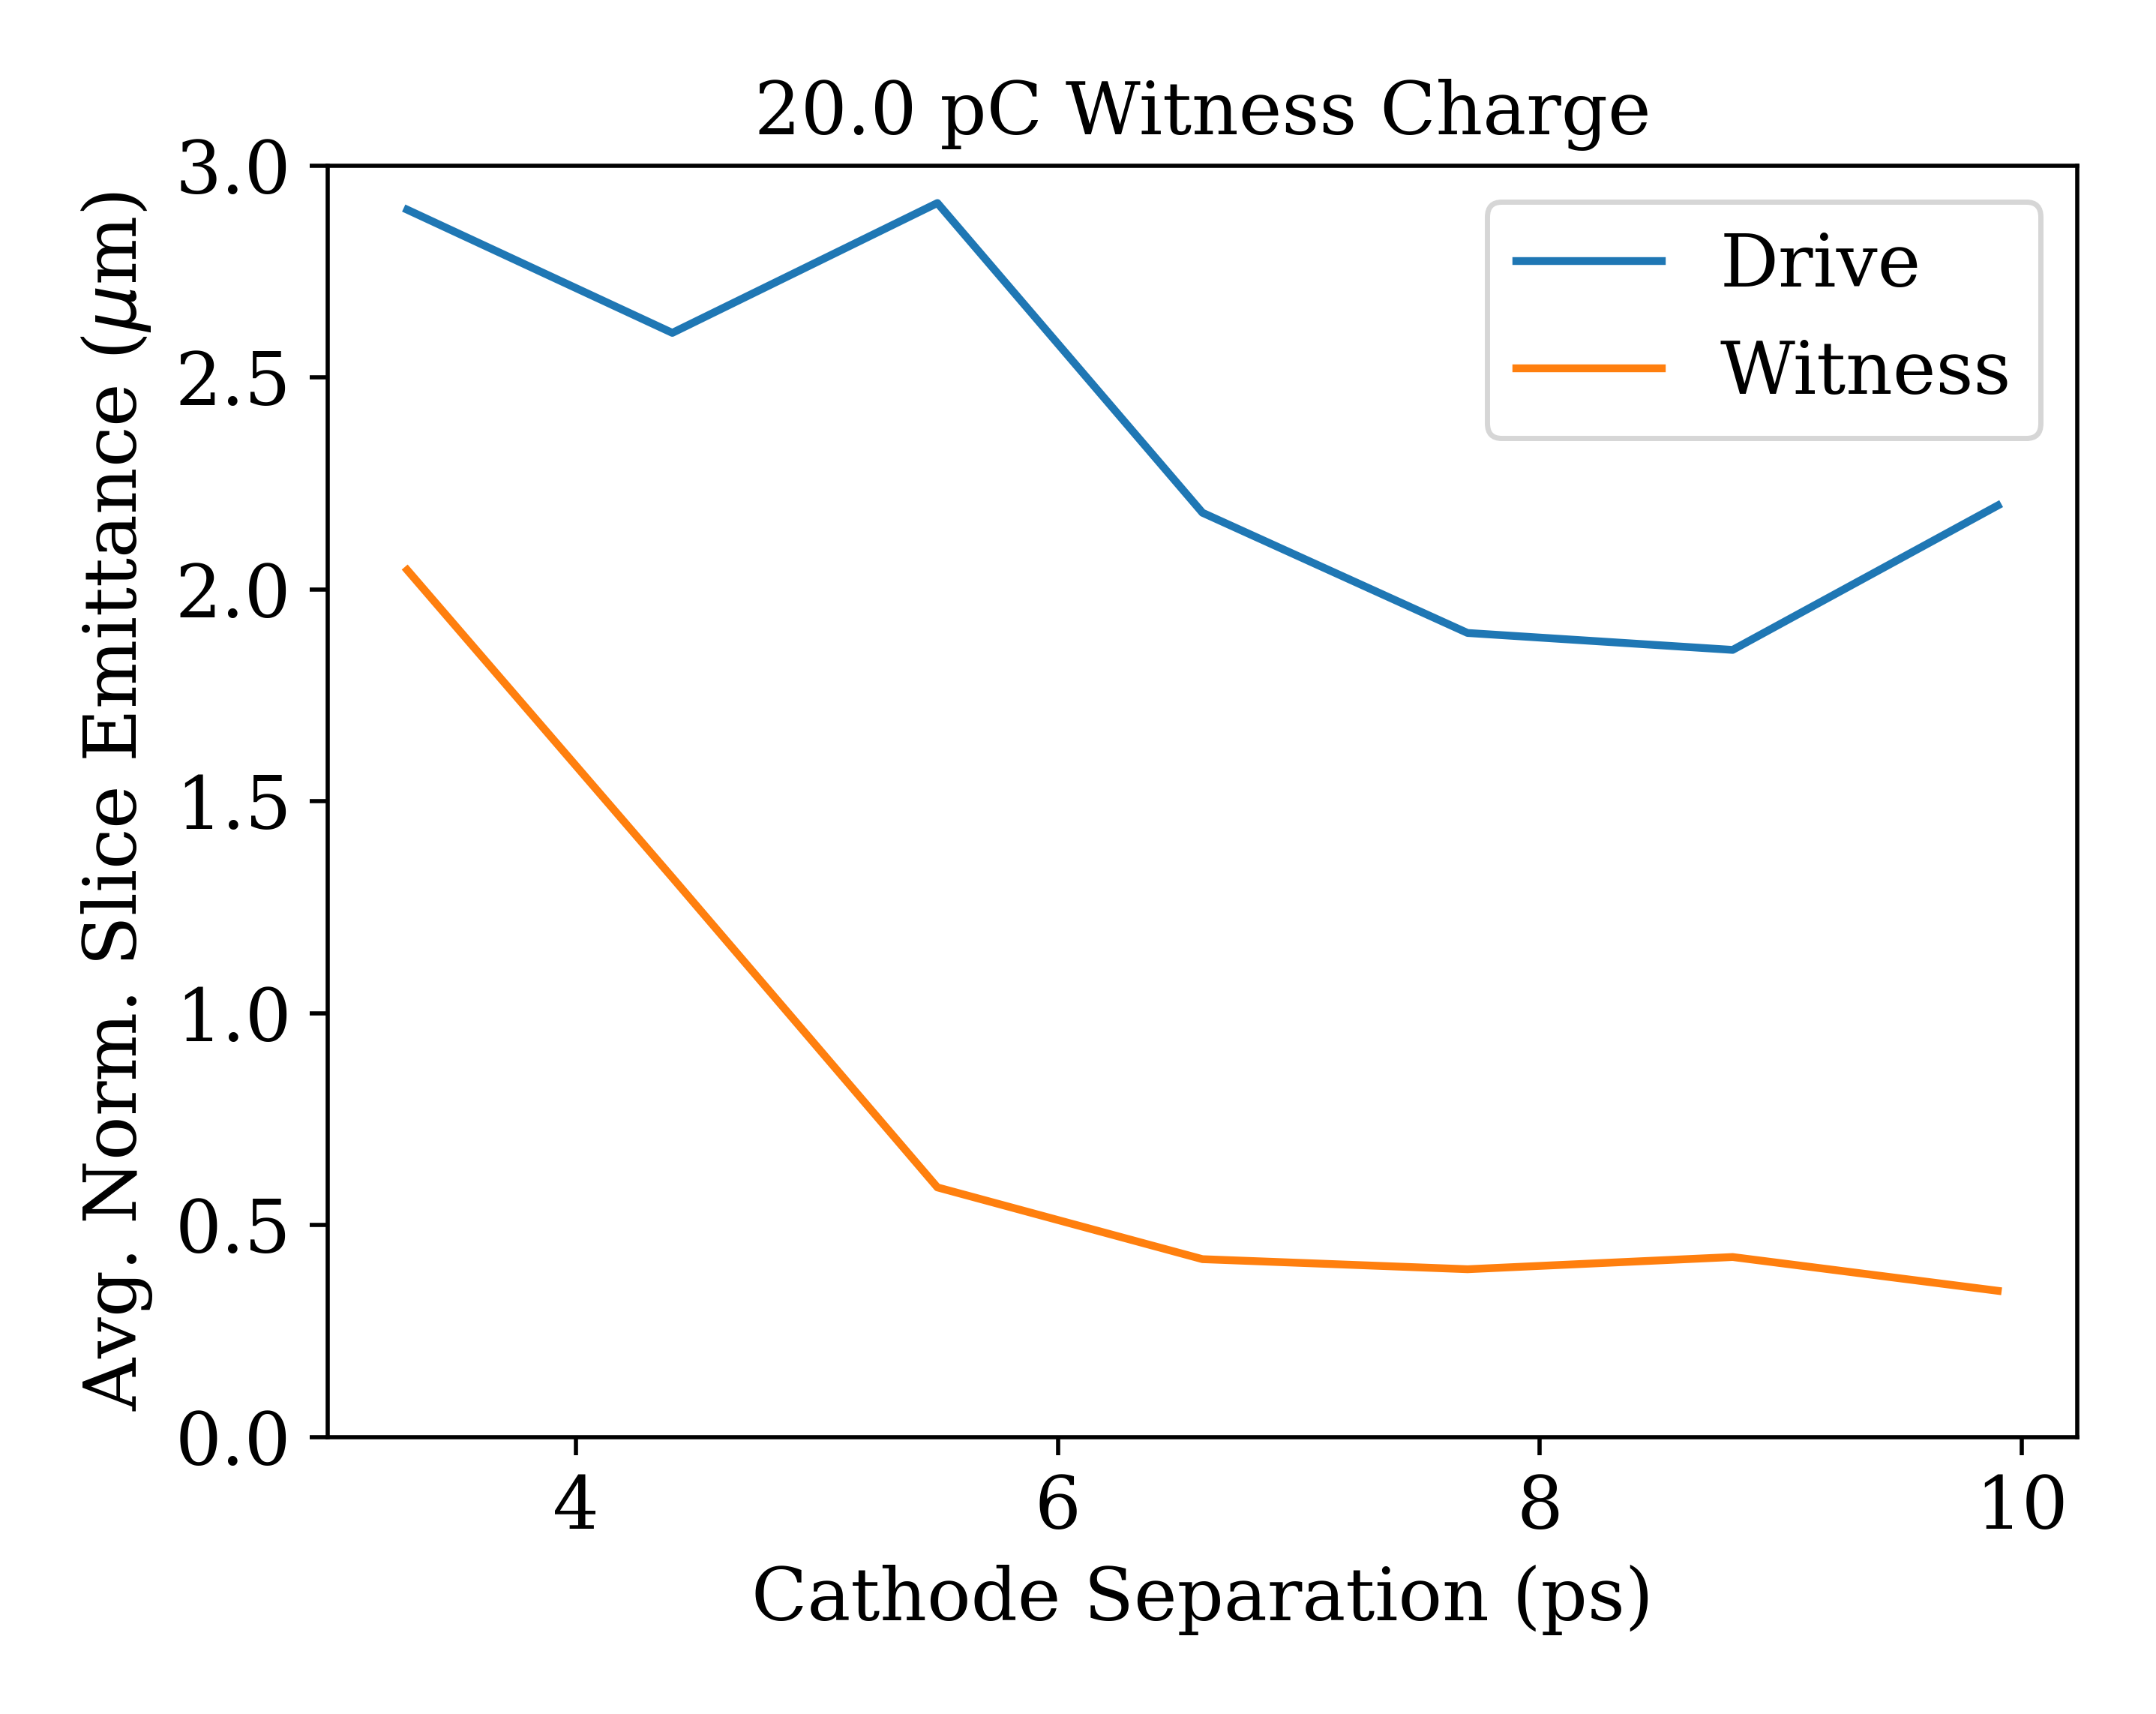 20.0 pC Witness Charge
Avg. Norm. Slice Emittance (μm)
3.0
2.5
2.0
1.5
1.0
0.5
0.0
Drive
Witness
4 6 8 10
Cathode Separation (ps)